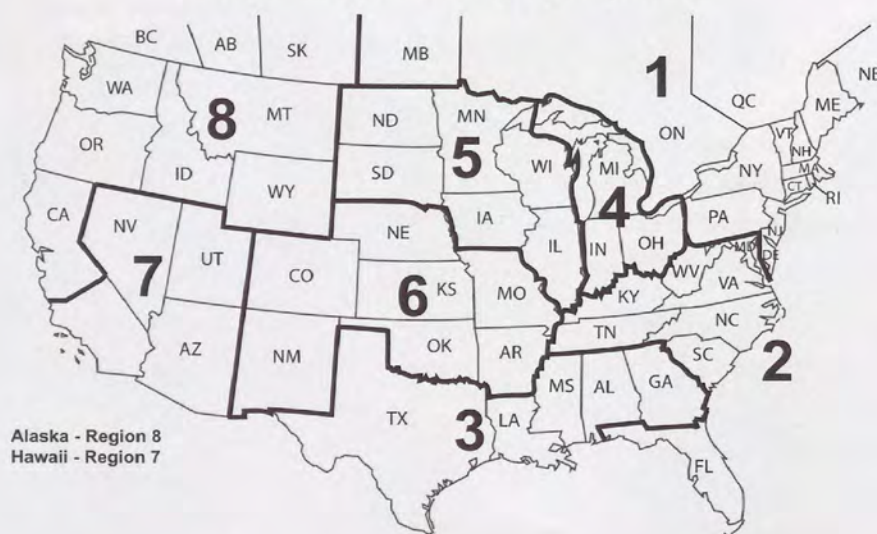 BC
AB
SK
MB
1
QC
NB
ON
WA
MT
ND
MN
ME
VT
NH
8
OR
5
WI
MI
NY
MA
CT
RI
ID
WY
SD
4
PA
NJ
CA
NV
IA
NE
IL
IN
OH
MD
DE
UT
CO
WV
VA
7
6
KS
MO
KY
NC
TN
AZ
NM
OK
AR
SC
2
MS
AL
GA
TX
3
LA
Alaska - Region 8
Hawaii - Region 7
FL